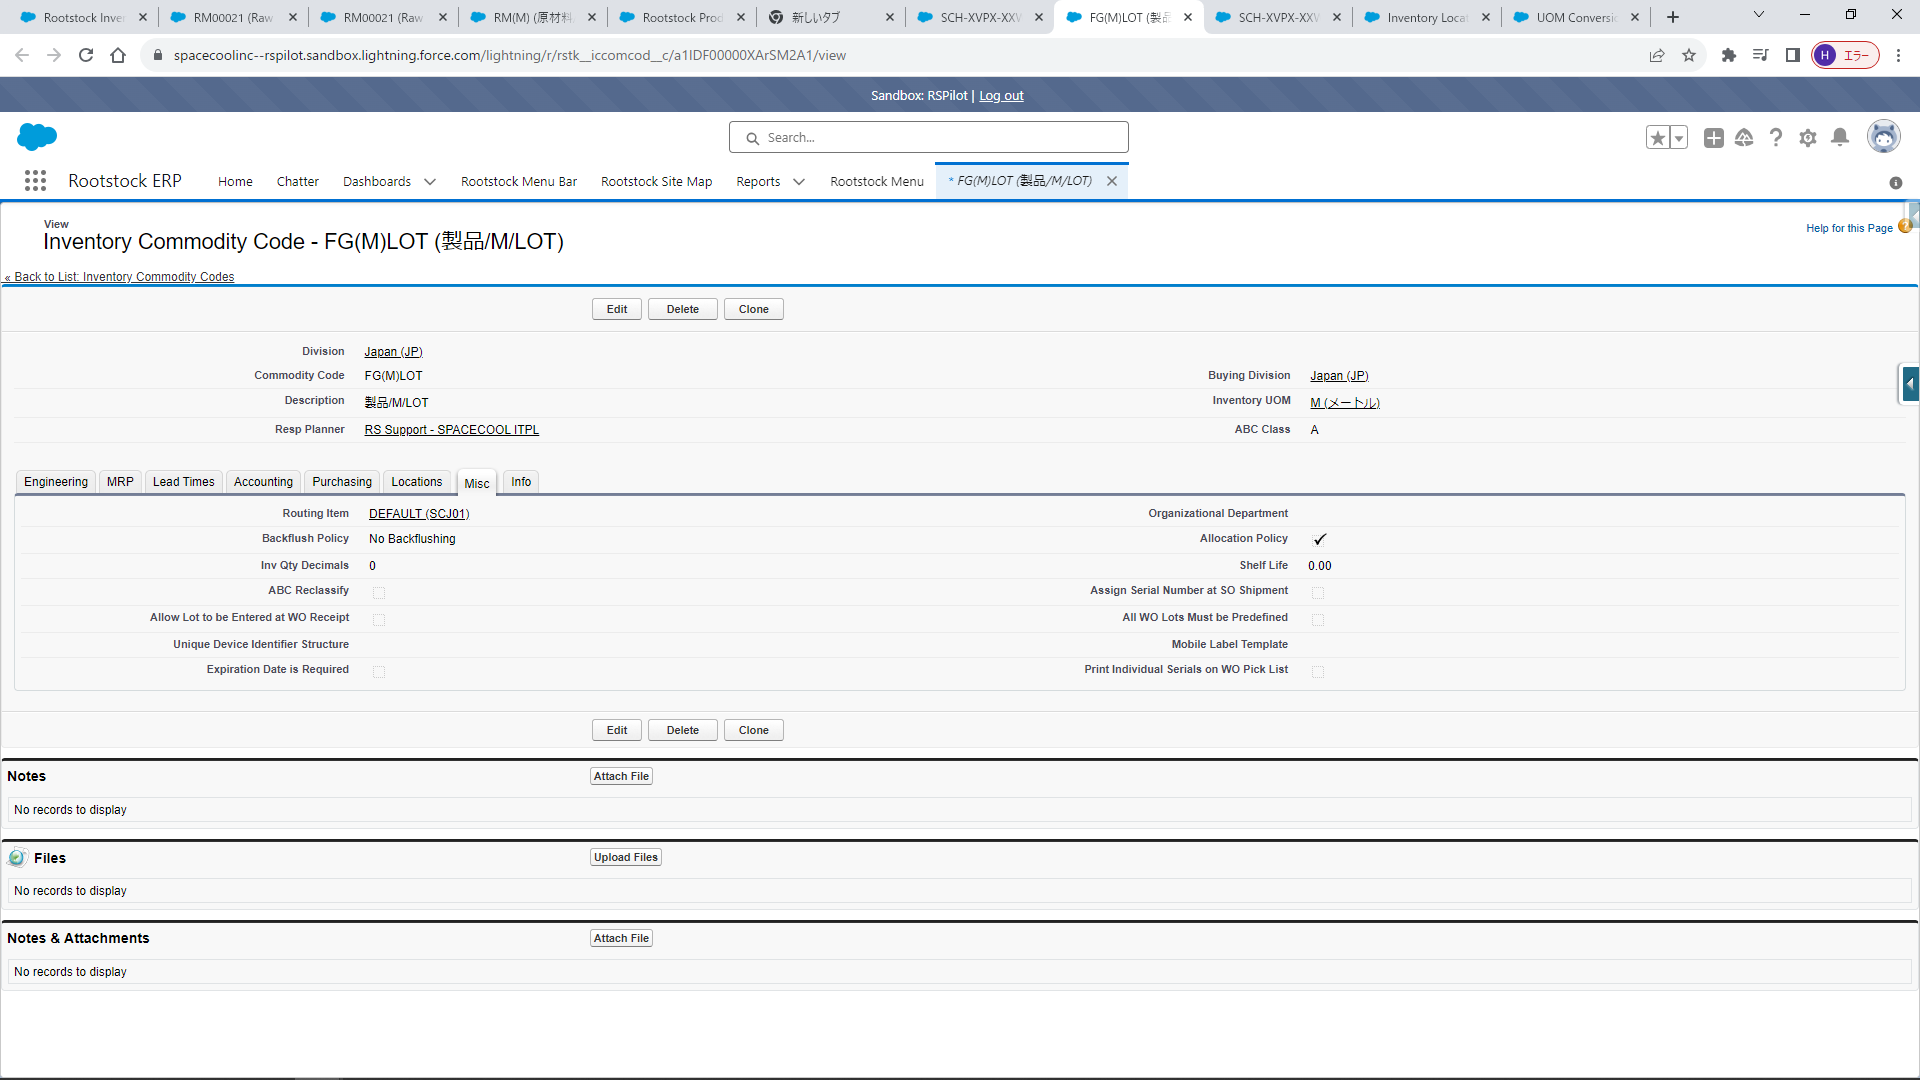 Rootstock Inve
RM00021 (Raw
RM00021 (Raw
RM(M) (原材料
Rootstock Prod
新しいタブ
SCH-XVPX-XXV
FG(M)LOT (製品
SCH-XVPX-XXV
Inventory Locat
UOM Conversio
spacecoolinc--rspilot.sandbox.lightning.force.com/lightning/r/rstk__iccomcod__c/a1IDF00000XArSM2A1/view
H エラー
Sandbox: RSPilot | Log out
Search...
Rootstock ERP
Home
Chatter
Dashboards
Rootstock Menu Bar
Rootstock Site Map
Reports
Rootstock Menu
* FG(M)LOT (製品/M/LOT)
View
Inventory Commodity Code - FG(M)LOT (製品/M/LOT)
Help for this Page
« Back to List: Inventory Commodity Codes
Edit Delete Clone
Division Japan (JP)
Commodity Code FG(M)LOT
Buying Division Japan (JP)
Description 製品/M/LOT
Inventory UOM M (メートル)
Resp Planner RS Support - SPACECOOL ITPL
ABC Class A
Engineering MRP Lead Times Accounting Purchasing Locations Misc Info
Routing Item DEFAULT (SCJ01)
Organizational Department
Backflush Policy No Backflushing
Allocation Policy
Inv Qty Decimals 0
Shelf Life 0.00
ABC Reclassify
Assign Serial Number at SO Shipment
Allow Lot to be Entered at WO Receipt
All WO Lots Must be Predefined
Unique Device Identifier Structure
Mobile Label Template
Expiration Date is Required
Print Individual Serials on WO Pick List
Edit Delete Clone
Notes
Attach File
No records to display
Files
Upload Files
No records to display
Notes & Attachments
Attach File
No records to display